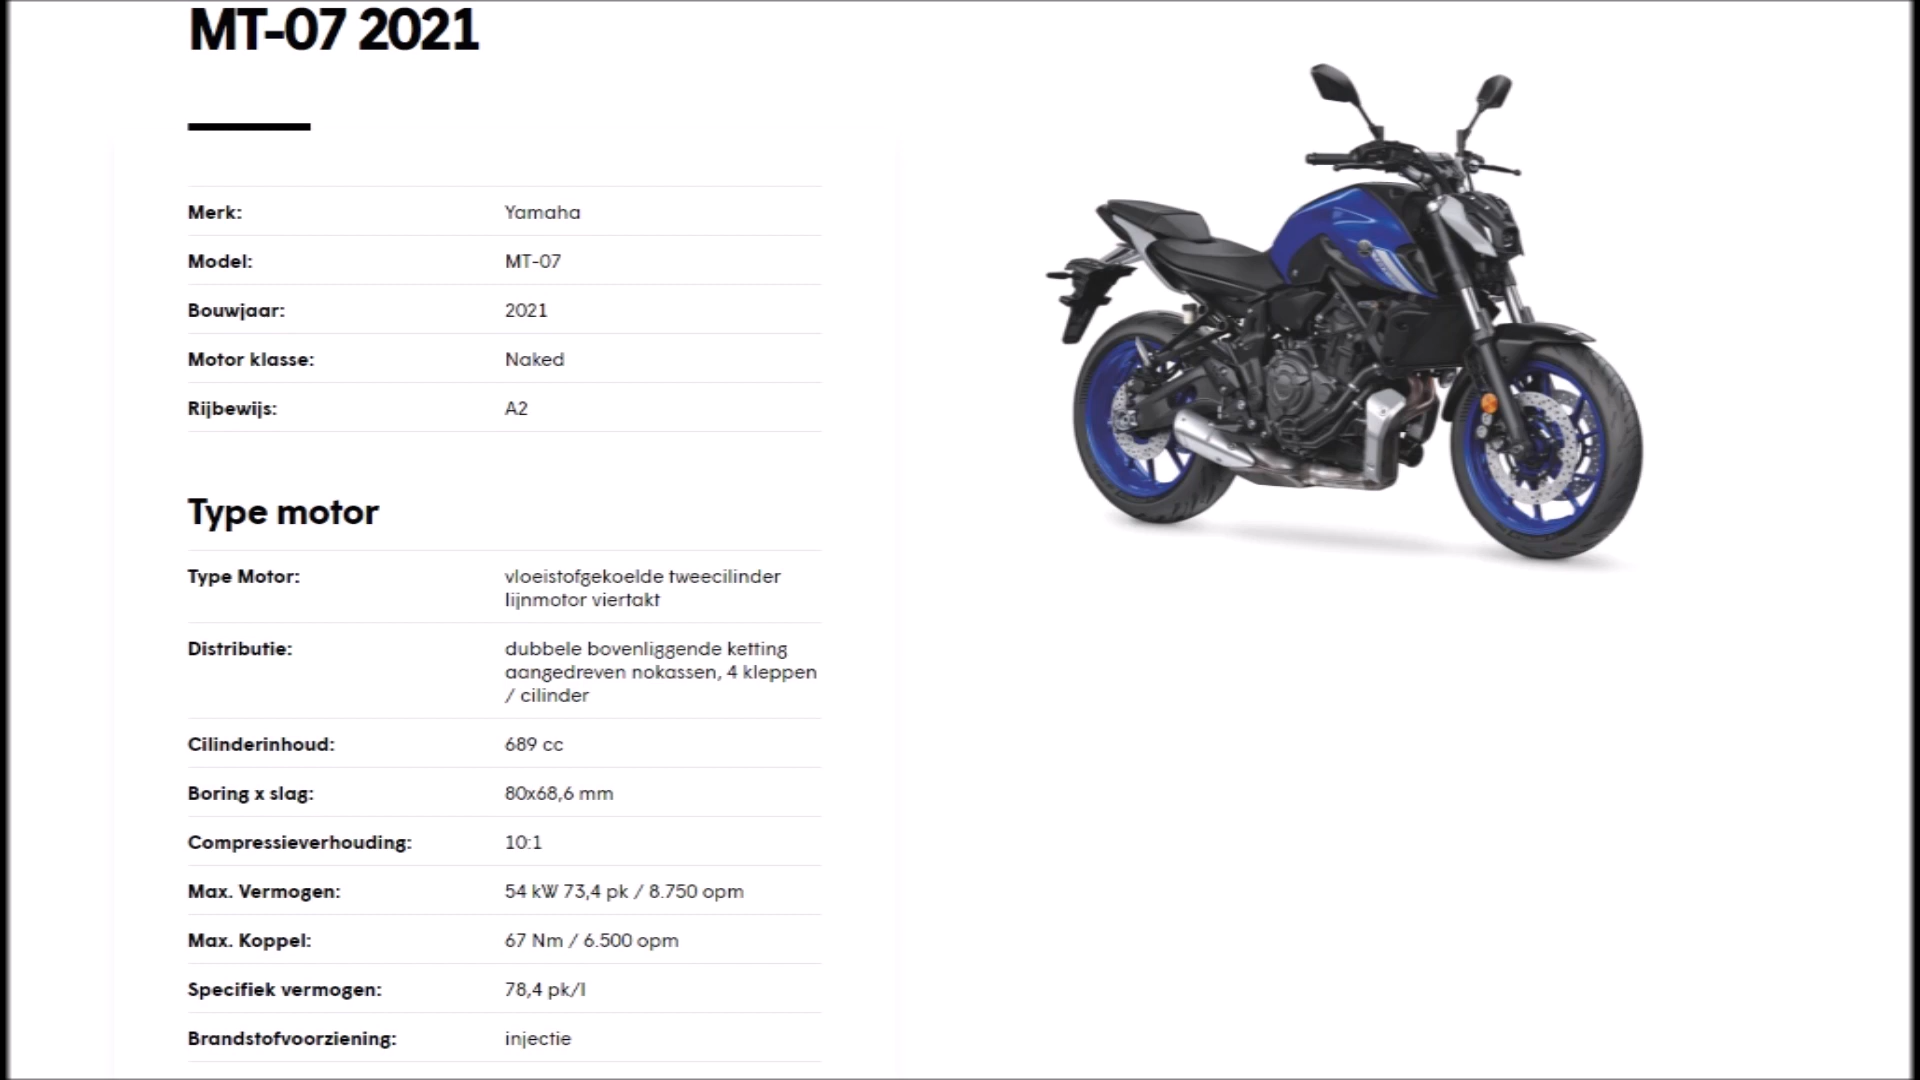 MT-07 2021
Merk: Yamaha
Model: MT-07
Bouwjaar: 2021
Motor klasse: Naked
Rijbewijs: A2
Type motor
Type Motor: vloeistofgekoelde tweecilinder
lijnmotor viertakt
Distributie: dubbele bovenliggende ketting
aangedreven nokassen, 4 kleppen
/ cilinder
Cilinderinhoud: 689 cc
Boring x slag: 80x68,6 mm
Compressieverhouding: 10:1
Max. Vermogen: 54 kW 73,4 pk / 8.750 opm
Max. Koppel: 67 Nm / 6.500 opm
Specifiek vermogen: 78,4 pk/l
Brandstofvoorziening: injectie